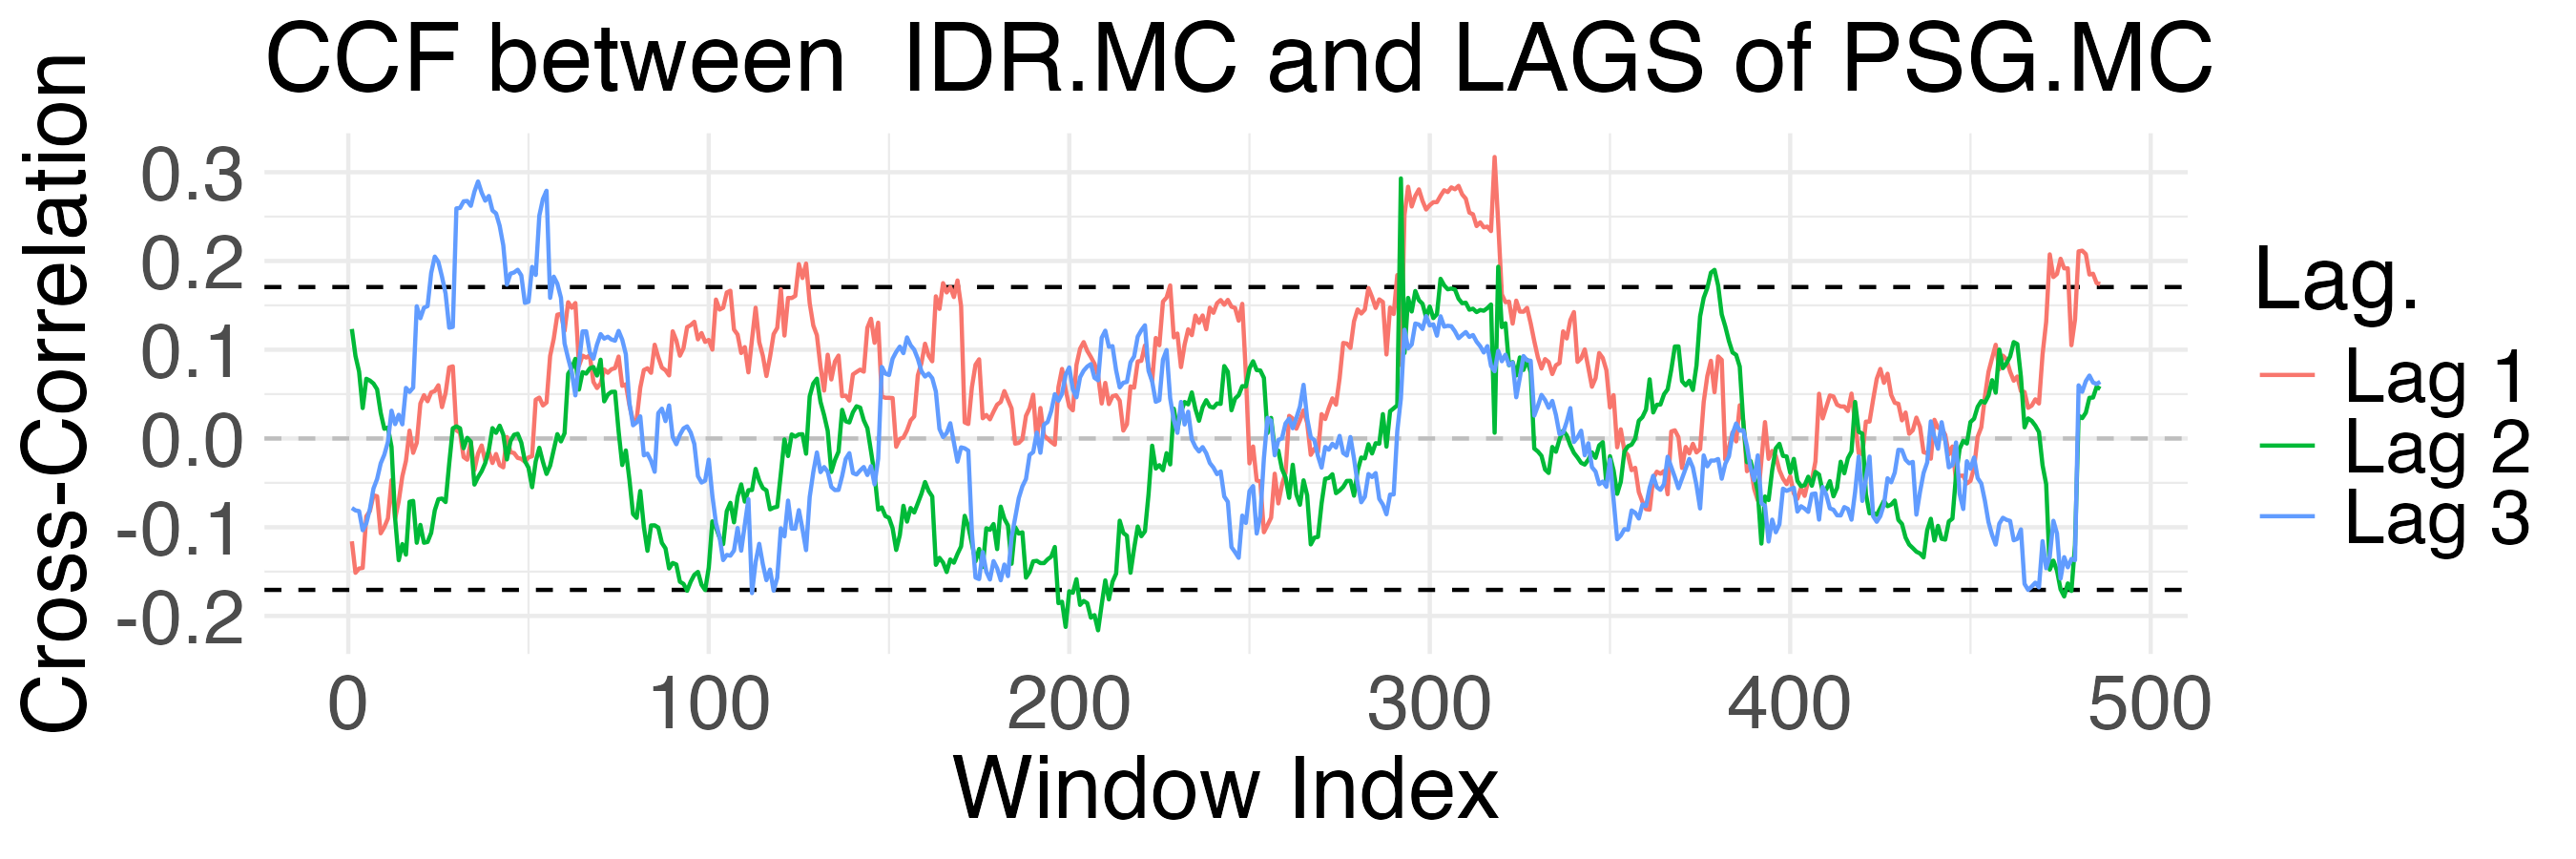 CCF between  IDR.MC and LAGS of PSG.MC
Cross-Correlation
0.3
0.2
0.1
0.0
-0.1
-0.2
0 100 200 300 400 500
Window Index
Lag.
Lag 1
Lag 2
Lag 3